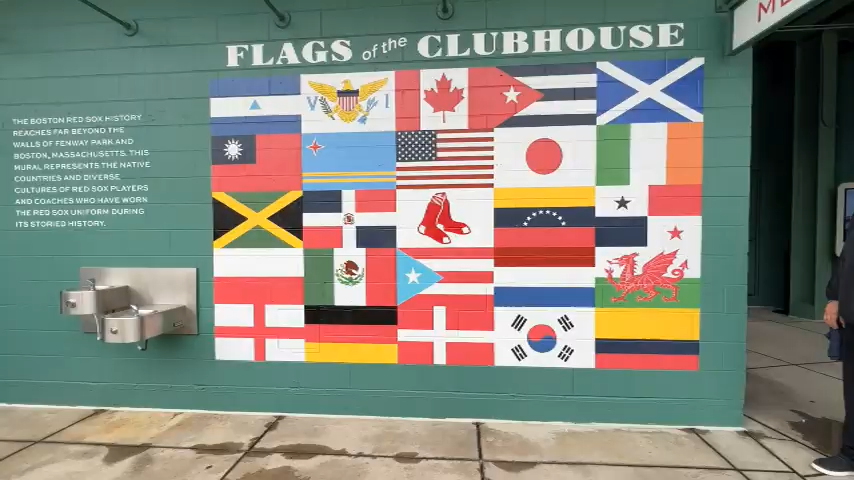 FLAGS of the CLUBHOUSE
THE BOSTON RED SOX HISTORY
REACHES FAR BEYOND THE
WALLS OF FENWAY PARK AND
BOSTON, MASSACHUSETTS. THIS
MURAL REPRESENTS THE NATIVE
COUNTRIES AND DIVERSE
CULTURES OF RED SOX PLAYERS
AND COACHES WHO HAVE WORN
THE RED SOX UNIFORM DURING
ITS STORIED HISTORY.
V I